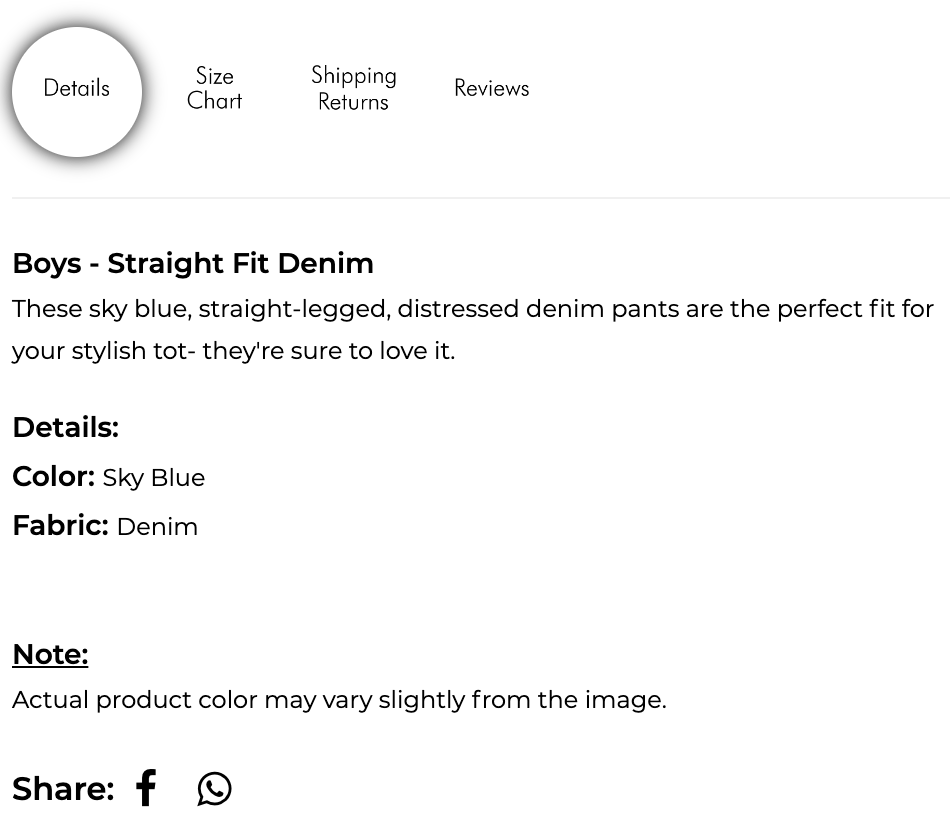 Details
Size
Chart
Shipping
Returns
Reviews
Boys - Straight Fit Denim
These sky blue, straight-legged, distressed denim pants are the perfect fit for
your stylish tot- they're sure to love it.
Details:
Color: Sky Blue
Fabric: Denim
Note:
Actual product color may vary slightly from the image.
Share: